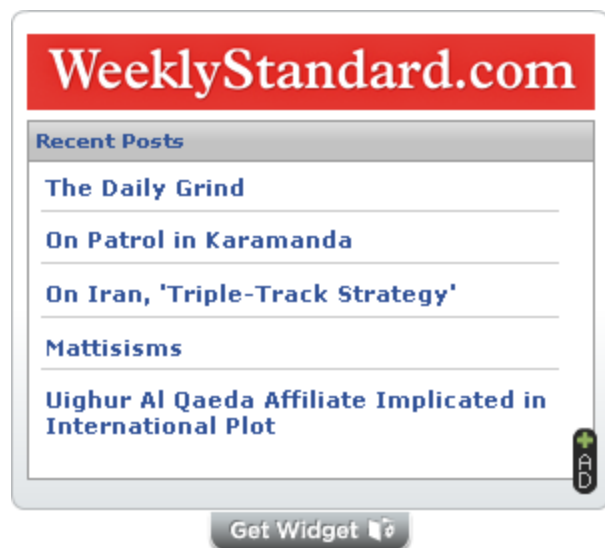 WeeklyStandard.com
Recent Posts
The Daily Grind
On Patrol in Karamanda
On Iran, 'Triple-Track Strategy'
Mattisisms
Uighur Al Qaeda Affiliate Implicated in
International Plot
AD
Get Widget